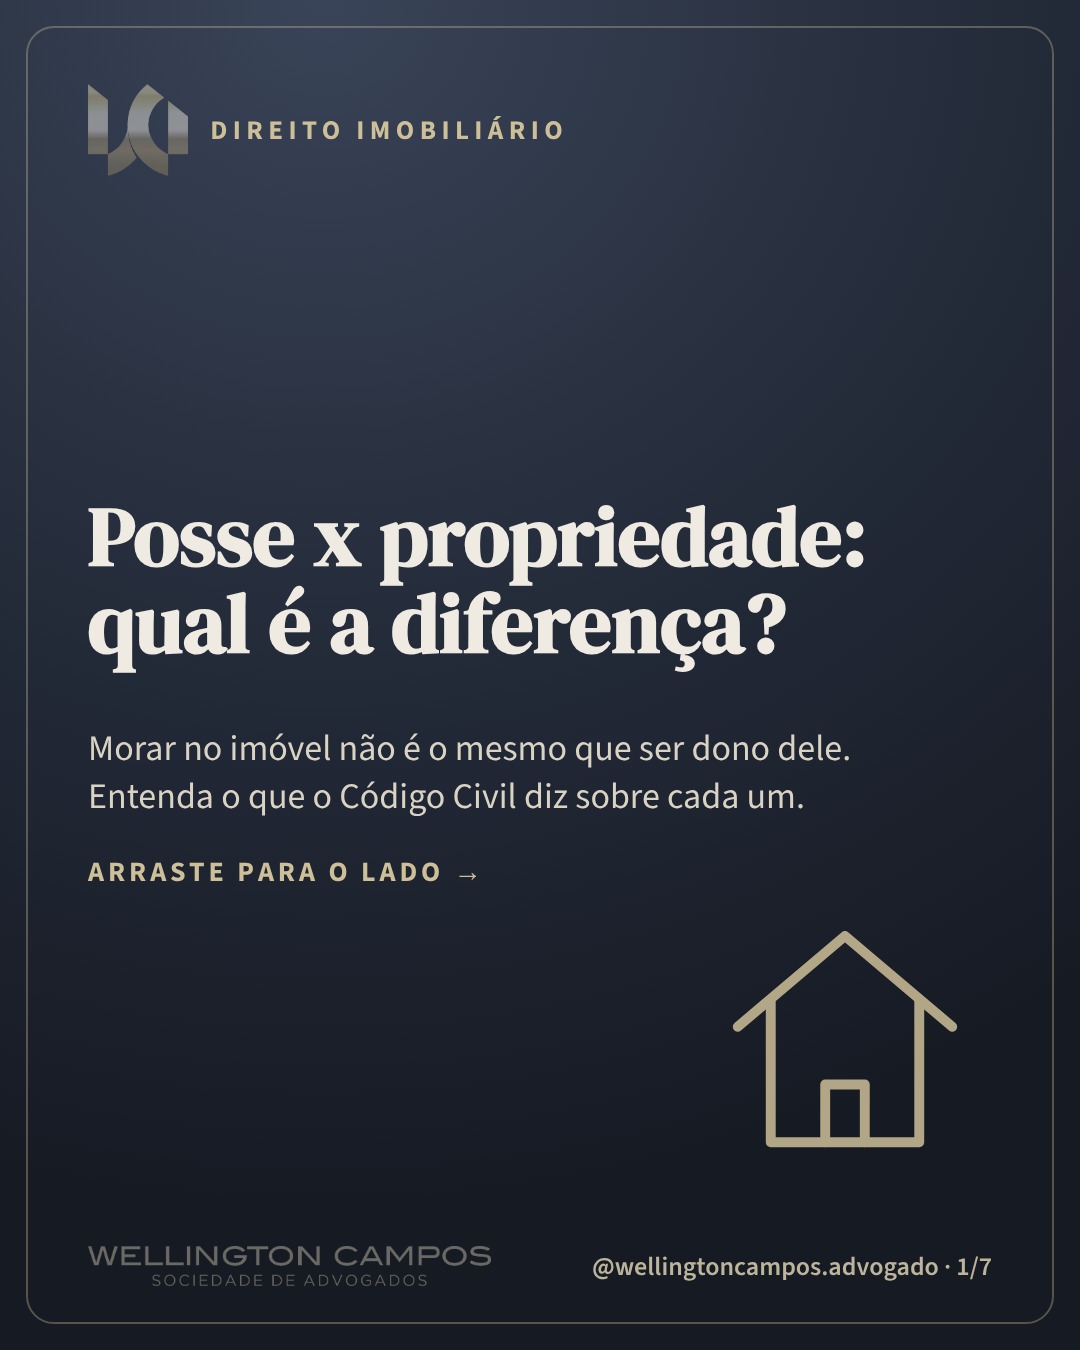 DIREITO IMOBILIÁRIO
Posse x propriedade:
qual é a diferença?
Morar no imóvel não é o mesmo que ser dono dele.
Entenda o que o Código Civil diz sobre cada um.
ARRASTE PARA O LADO →
WELLINGTON CAMPOS
SOCIEDADE DE ADVOGADOS
@wellingtoncampos.advogado · 1/7